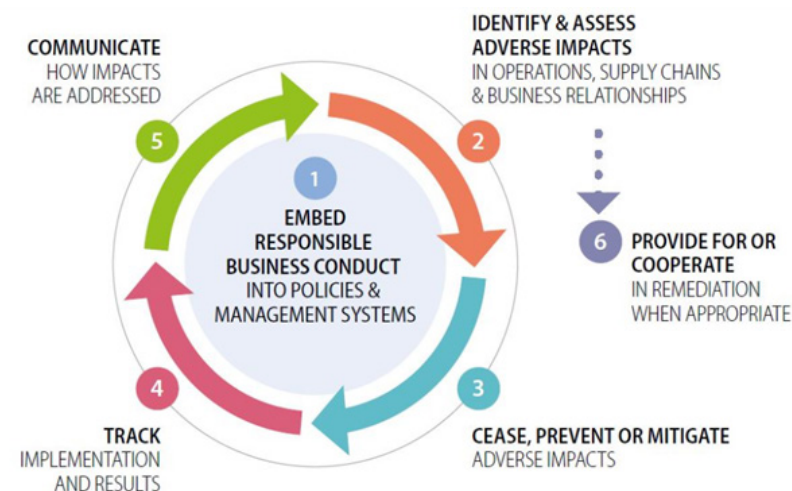 1
EMBED
RESPONSIBLE
BUSINESS CONDUCT
INTO POLICIES &
MANAGEMENT SYSTEMS
2
IDENTIFY & ASSESS
ADVERSE IMPACTS
IN OPERATIONS, SUPPLY CHAINS
& BUSINESS RELATIONSHIPS
3
CEASE, PREVENT OR MITIGATE
ADVERSE IMPACTS
4
TRACK
IMPLEMENTATION
AND RESULTS
5
COMMUNICATE
HOW IMPACTS
ARE ADDRESSED
6
PROVIDE FOR OR
COOPERATE
IN REMEDIATION
WHEN APPROPRIATE